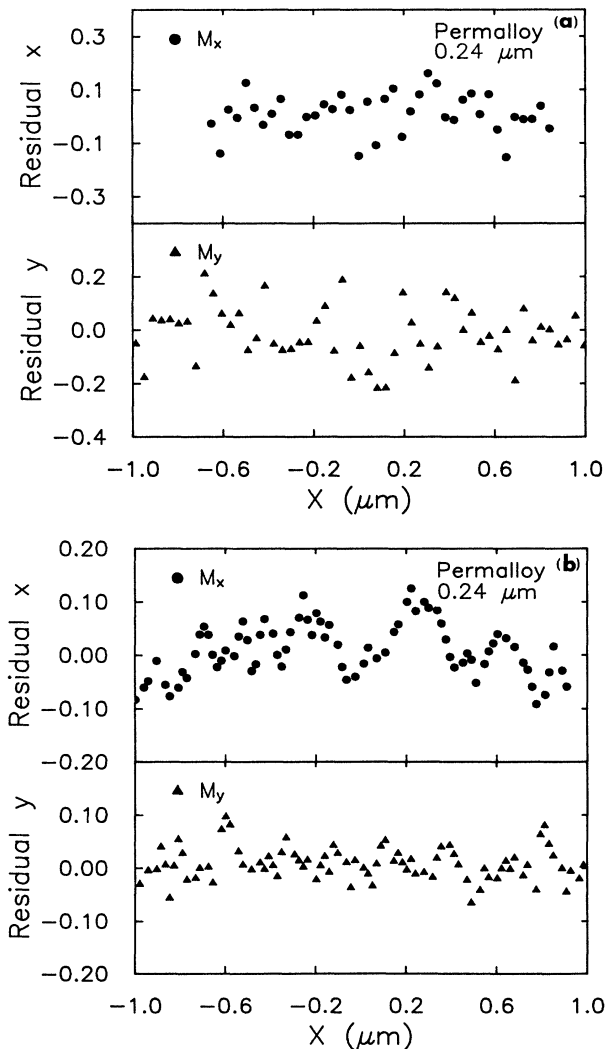 Permalloy (a)
0.24 μm
● Mₓ
0.3
0.1
−0.1
−0.3
Residual x
▲ Mᵧ
0.2
0.0
−0.2
−0.4
Residual y
−1.0 −0.6 −0.2 0.2 0.6 1.0
X (μm)
Permalloy (b)
0.24 μm
● Mₓ
0.20
0.10
0.00
−0.10
−0.20
Residual x
▲ Mᵧ
0.10
0.00
−0.10
−0.20
Residual y
−1.0 −0.6 −0.2 0.2 0.6 1.0
X (μm)